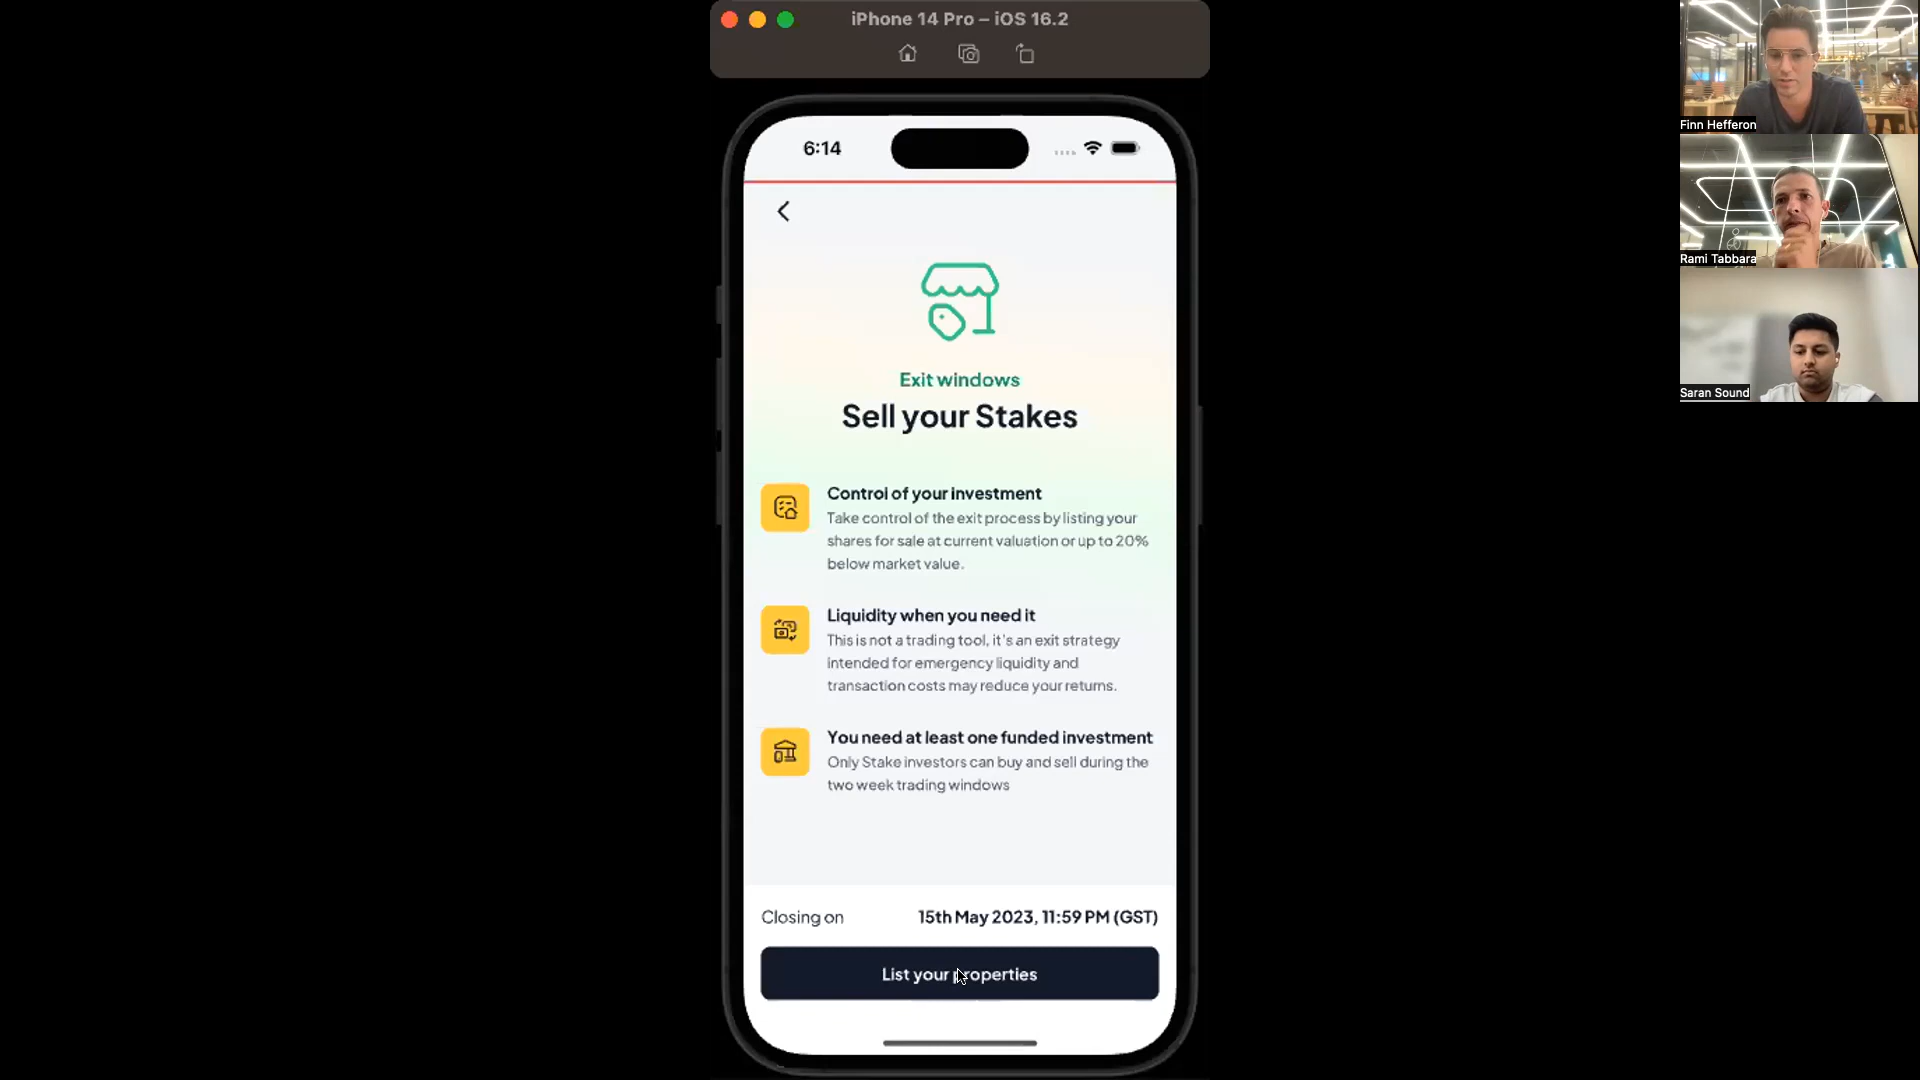 iPhone 14 Pro – iOS 16.2
6:14
Exit windows
Sell your Stakes
Control of your investment
Take control of the exit process by listing your
shares for sale at current valuation or up to 20%
below market value.
Liquidity when you need it
This is not a trading tool, it's an exit strategy
intended for emergency liquidity and
transaction costs may reduce your returns.
You need at least one funded investment
Only Stake investors can buy and sell during the
two week trading windows
Closing on 15th May 2023, 11:59 PM (GST)
List your properties
Finn Hefferon
Rami Tabbara
Saran Sound